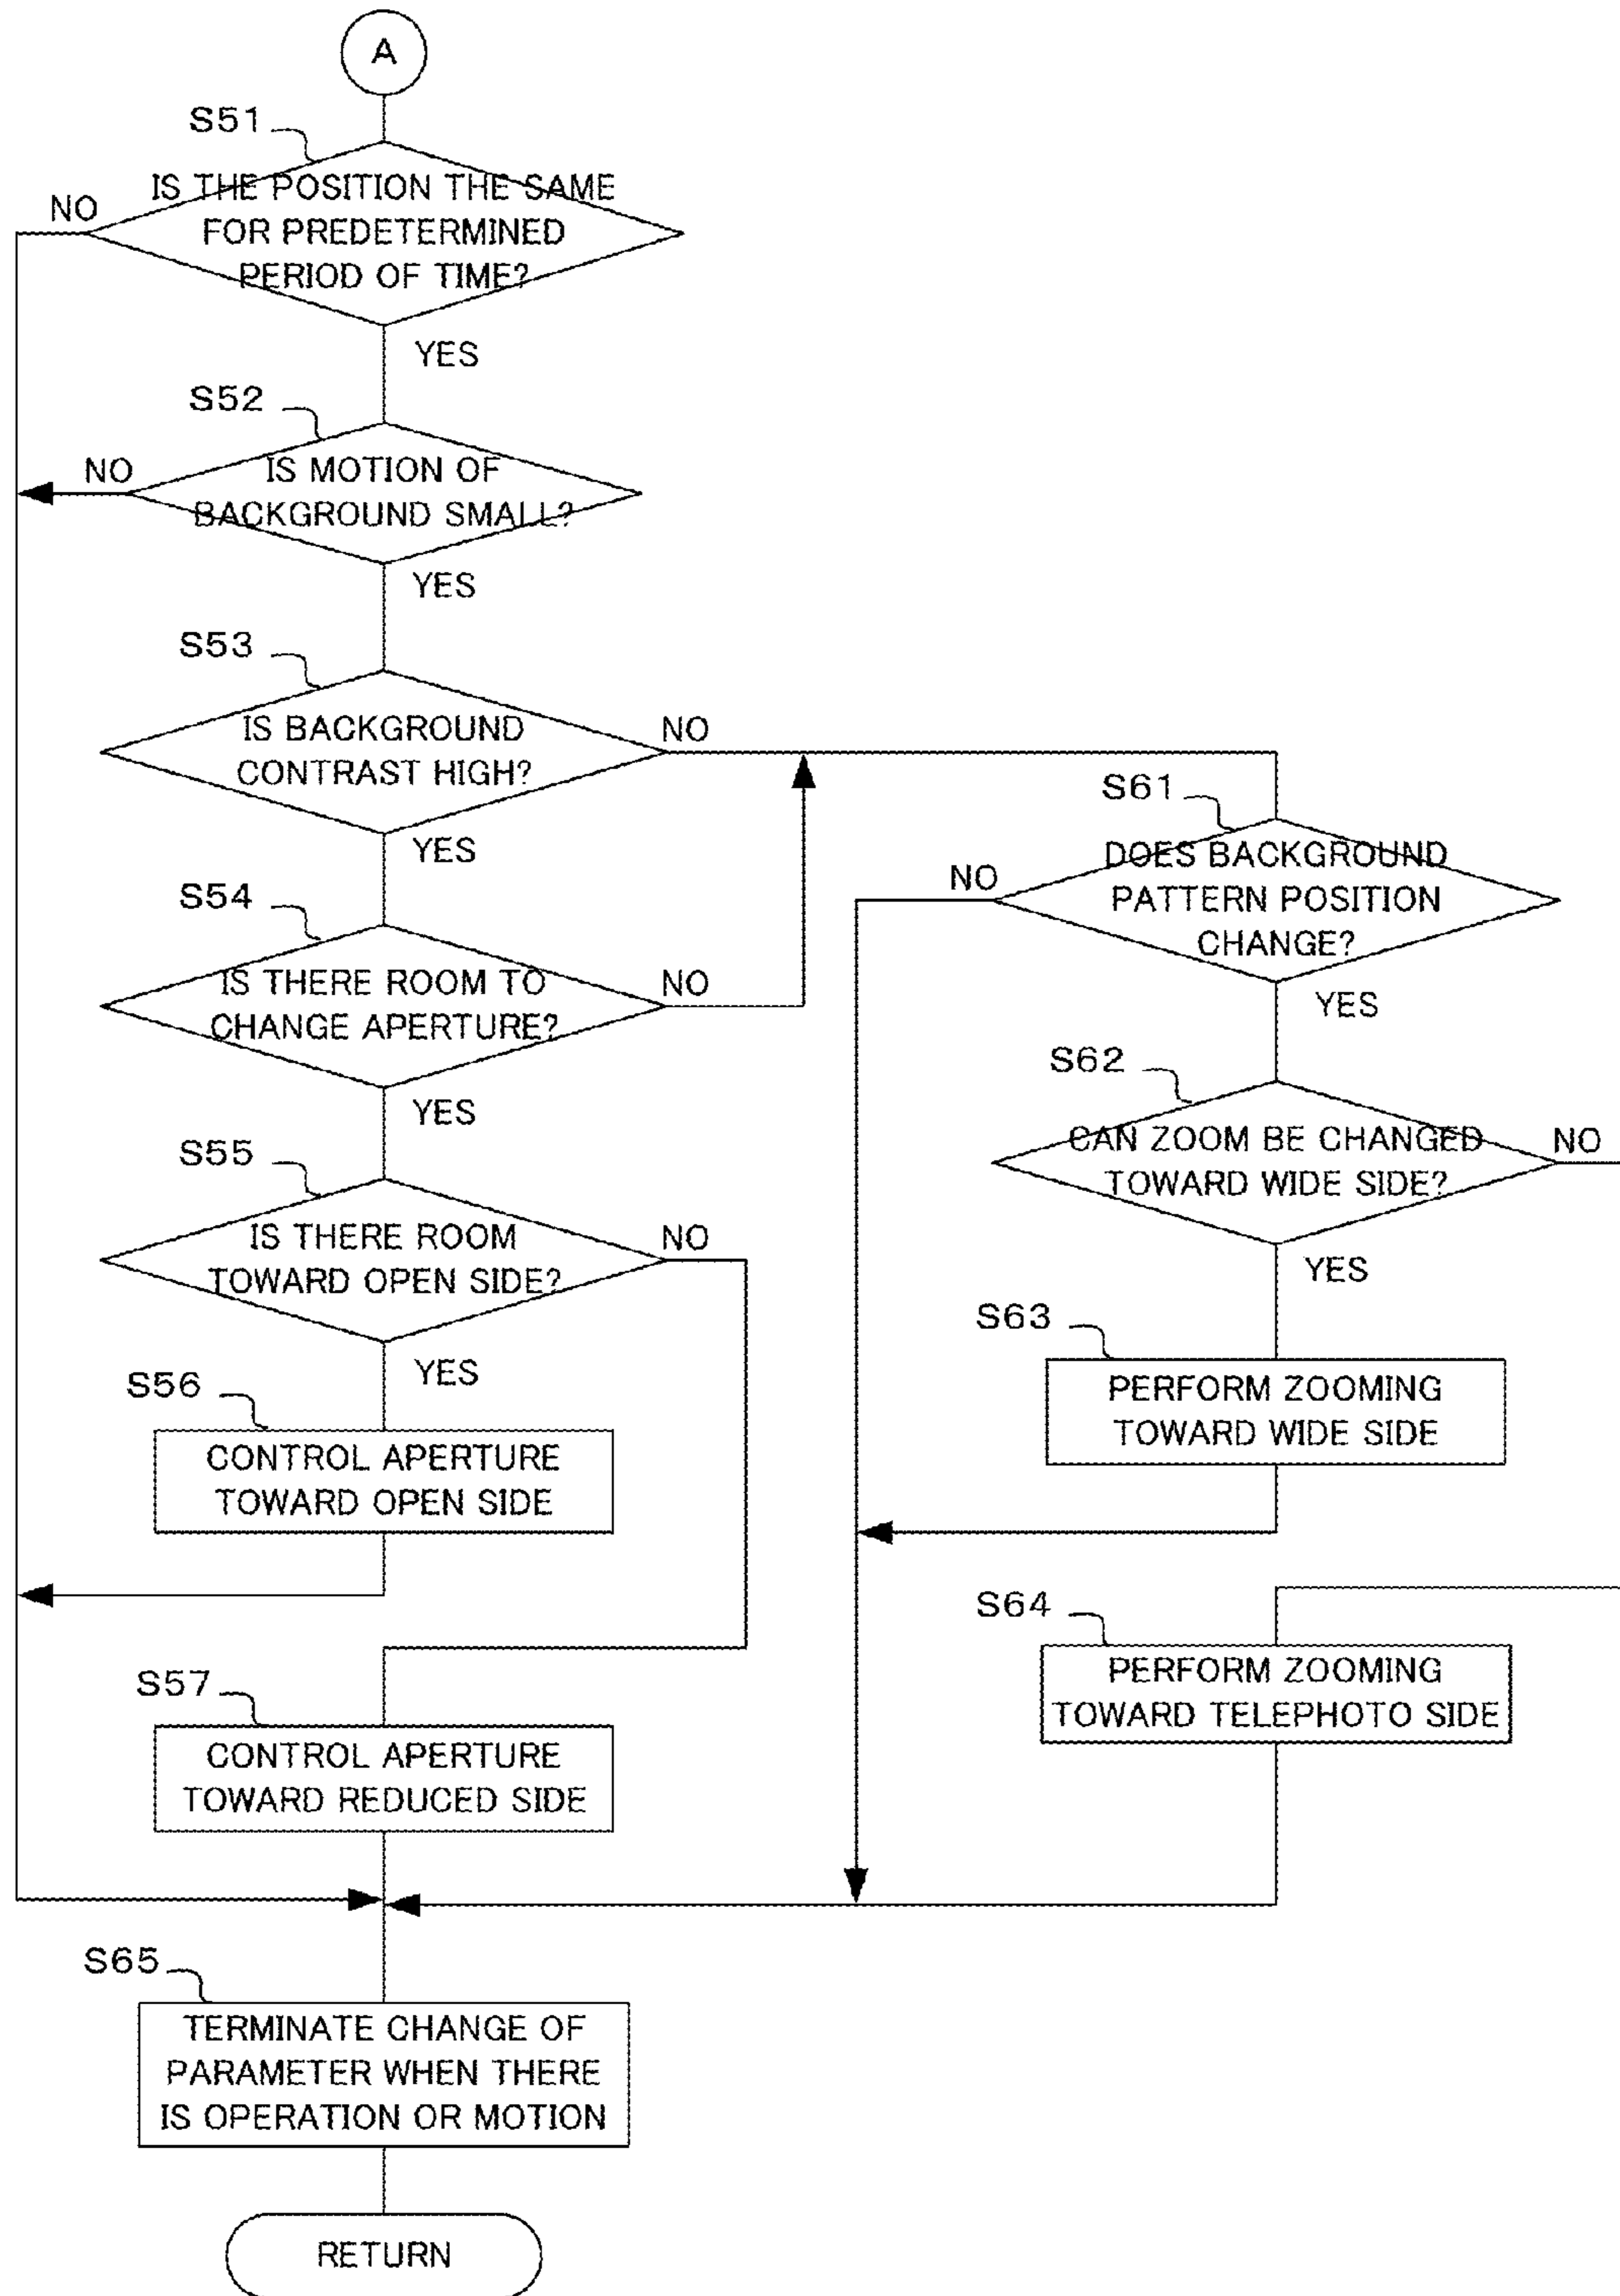 A
S51
IS THE POSITION THE SAME
FOR PREDETERMINED
PERIOD OF TIME?
NO
YES
S52
IS MOTION OF
BACKGROUND SMALL?
NO
YES
S53
IS BACKGROUND
CONTRAST HIGH?
NO
YES
S54
IS THERE ROOM TO
CHANGE APERTURE?
NO
YES
S55
IS THERE ROOM
TOWARD OPEN SIDE?
NO
YES
S56
CONTROL APERTURE
TOWARD OPEN SIDE
S57
CONTROL APERTURE
TOWARD REDUCED SIDE
S61
DOES BACKGROUND
PATTERN POSITION
CHANGE?
NO
YES
S62
CAN ZOOM BE CHANGED
TOWARD WIDE SIDE?
NO
YES
S63
PERFORM ZOOMING
TOWARD WIDE SIDE
S64
PERFORM ZOOMING
TOWARD TELEPHOTO SIDE
S65
TERMINATE CHANGE OF
PARAMETER WHEN THERE
IS OPERATION OR MOTION
RETURN